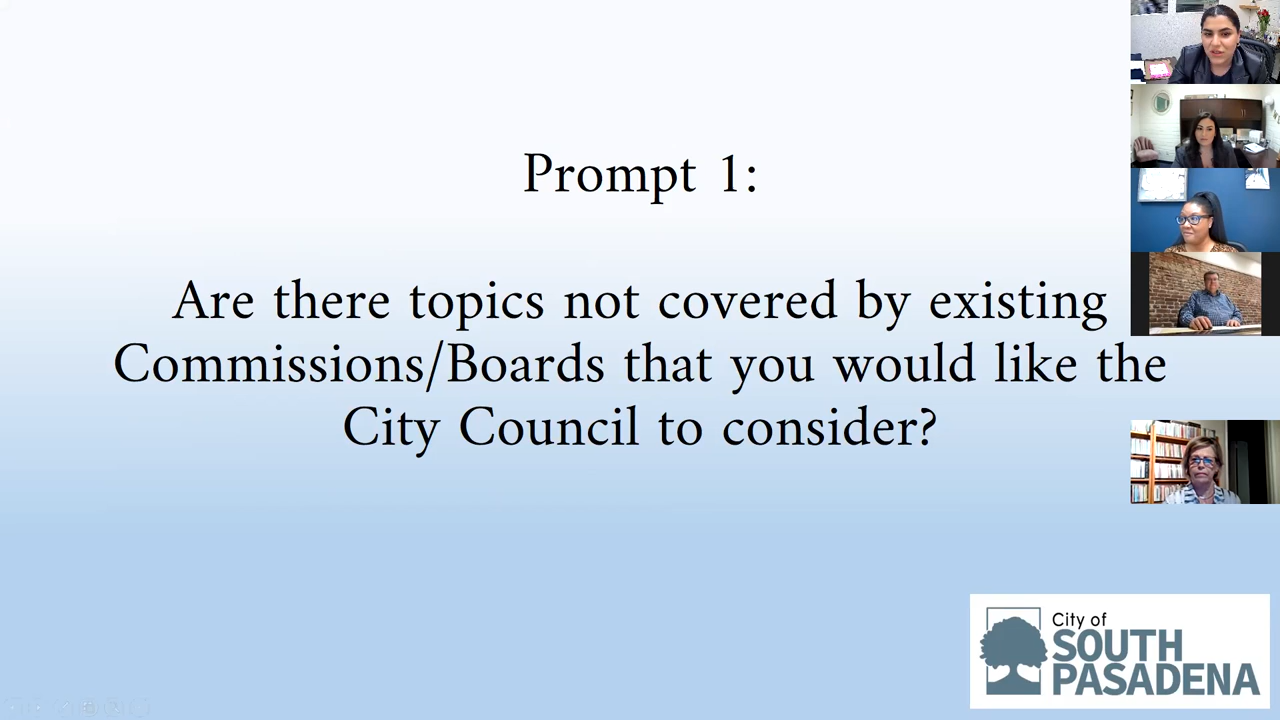 Prompt 1:
Are there topics not covered by existing
Commissions/Boards that you would like the
City Council to consider?
City of
SOUTH
PASADENA